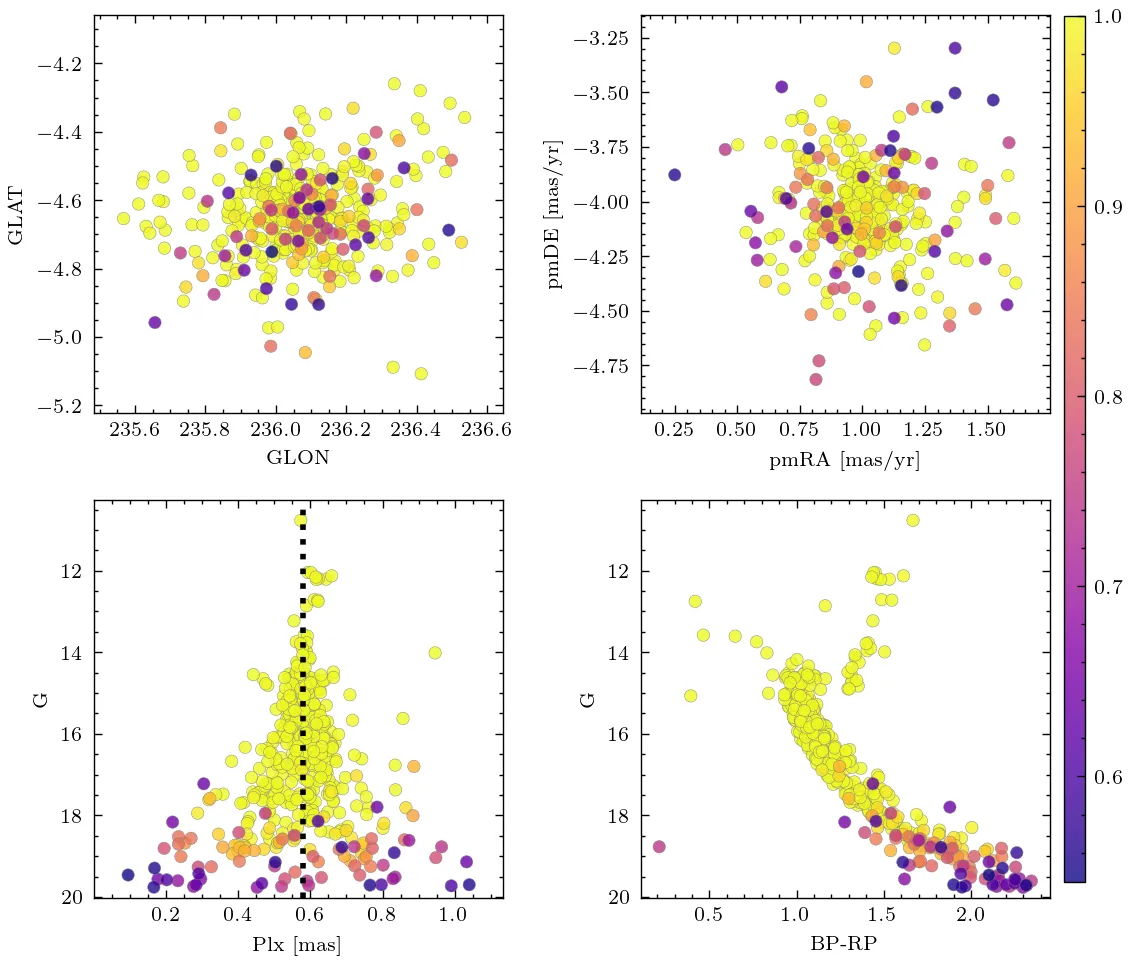 GLAT
−4.2
−4.4
−4.6
−4.8
−5.0
−5.2
235.6 235.8 236.0 236.2 236.4 236.6
GLON
pmDE [mas/yr]
−3.25
−3.50
−3.75
−4.00
−4.25
−4.50
−4.75
0.25 0.50 0.75 1.00 1.25 1.50
pmRA [mas/yr]
G
12
14
16
18
20
0.2 0.4 0.6 0.8 1.0
Plx [mas]
G
12
14
16
18
20
0.5 1.0 1.5 2.0
BP-RP
1.0
0.9
0.8
0.7
0.6